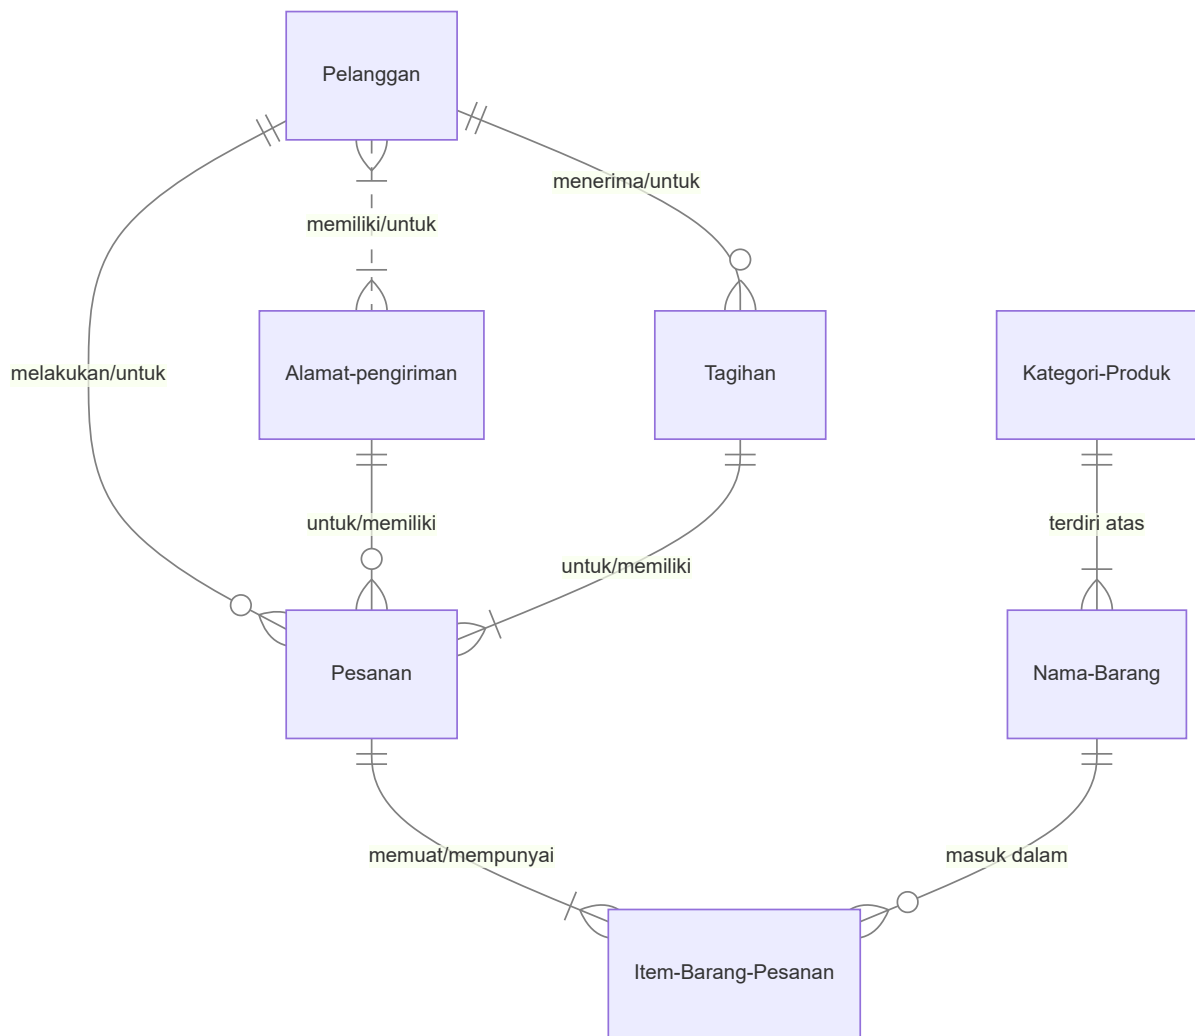 Pelanggan
menerima/untuk
memiliki/untuk
melakukan/untuk
Alamat-pengiriman
Tagihan
Kategori-Produk
untuk/memiliki
terdiri atas
untuk/memiliki
Pesanan
Nama-Barang
memuat/mempunyai
masuk dalam
Item-Barang-Pesanan